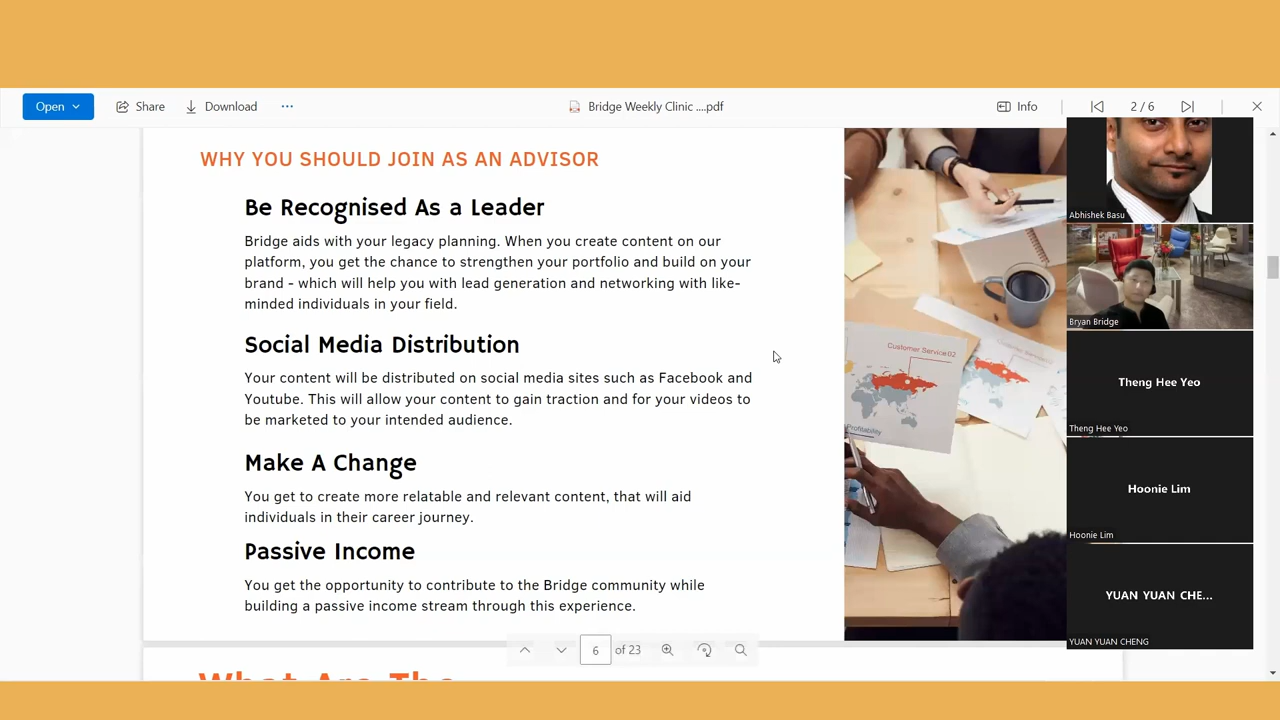 Open
Share
Download
...
Bridge Weekly Clinic ....pdf
Info
2 / 6
WHY YOU SHOULD JOIN AS AN ADVISOR
Be Recognised As a Leader
Bridge aids with your legacy planning. When you create content on our
platform, you get the chance to strengthen your portfolio and build on your
brand - which will help you with lead generation and networking with like-
minded individuals in your field.
Social Media Distribution
Your content will be distributed on social media sites such as Facebook and
Youtube. This will allow your content to gain traction and for your videos to
be marketed to your intended audience.
Make A Change
You get to create more relatable and relevant content, that will aid
individuals in their career journey.
Passive Income
You get the opportunity to contribute to the Bridge community while
building a passive income stream through this experience.
Customer Service 02
Profitability
6 of 23
What Are The
Abhishek Basu
Bryan Bridge
Theng Hee Yeo
Theng Hee Yeo
Hoonie Lim
Hoonie Lim
YUAN YUAN CHE...
YUAN YUAN CHENG